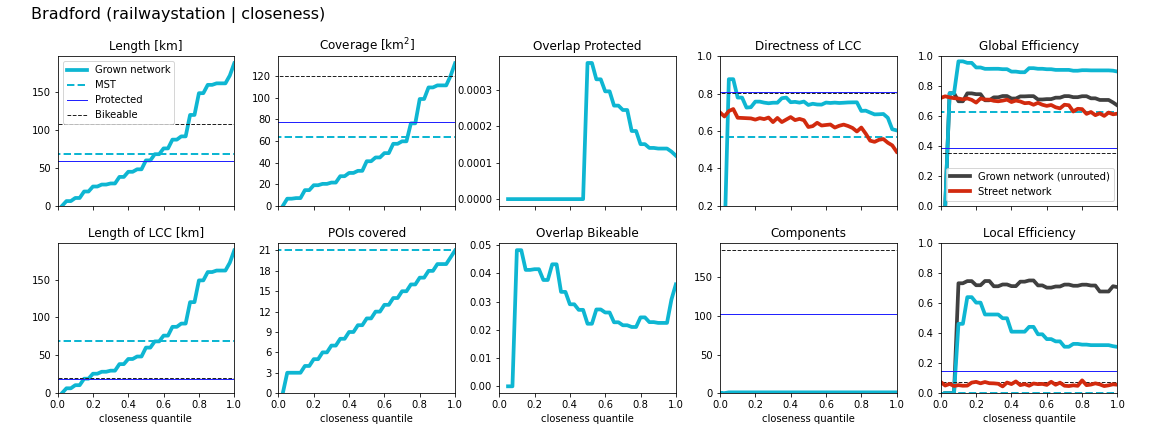 Bradford (railwaystation | closeness)
Length [km]
Coverage [km²]
Overlap Protected
Directness of LCC
Global Efficiency
Grown network
MST
Protected
Bikeable
Grown network (unrouted)
Street network
150
100
50
0
120
100
80
60
40
20
0
0.0003
0.0002
0.0001
0.0000
1.0
0.8
0.6
0.4
0.2
1.0
0.8
0.6
0.4
0.2
0.0
Length of LCC [km]
POIs covered
Overlap Bikeable
Components
Local Efficiency
150
100
50
0
21
18
15
12
9
6
3
0
0.05
0.04
0.03
0.02
0.01
0.00
150
100
50
0
1.0
0.8
0.6
0.4
0.2
0.0
0.0 0.2 0.4 0.6 0.8 1.0
0.0 0.2 0.4 0.6 0.8 1.0
0.0 0.2 0.4 0.6 0.8 1.0
0.0 0.2 0.4 0.6 0.8 1.0
0.0 0.2 0.4 0.6 0.8 1.0
closeness quantile
closeness quantile
closeness quantile
closeness quantile
closeness quantile